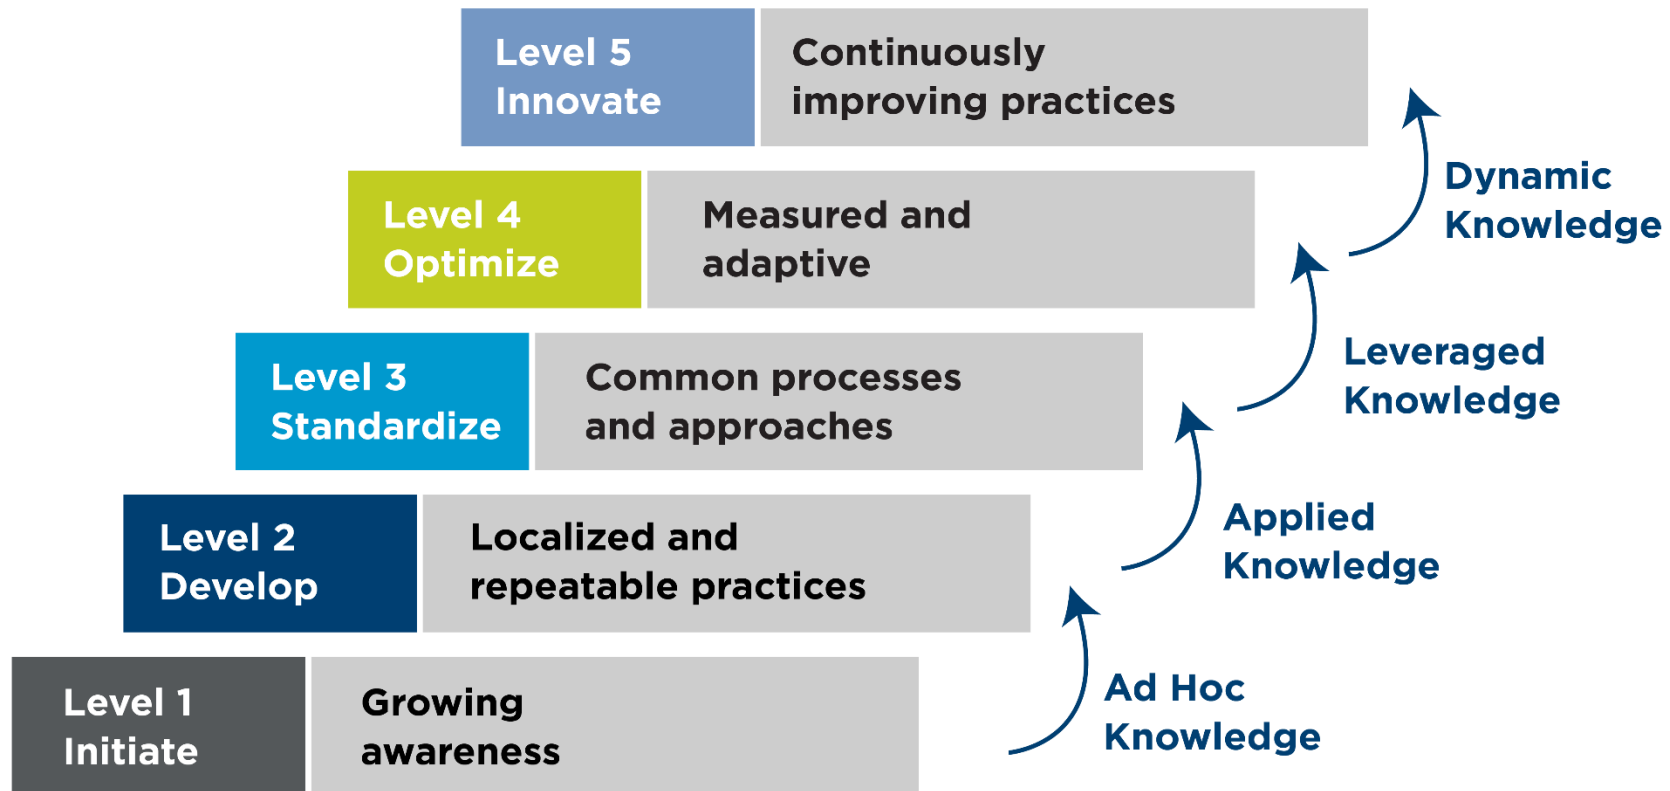 Level 5
Innovate
Continuously
improving practices
Dynamic
Knowledge
Level 4
Optimize
Measured and
adaptive
Leveraged
Knowledge
Level 3
Standardize
Common processes
and approaches
Applied
Knowledge
Level 2
Develop
Localized and
repeatable practices
Ad Hoc
Knowledge
Level 1
Initiate
Growing
awareness